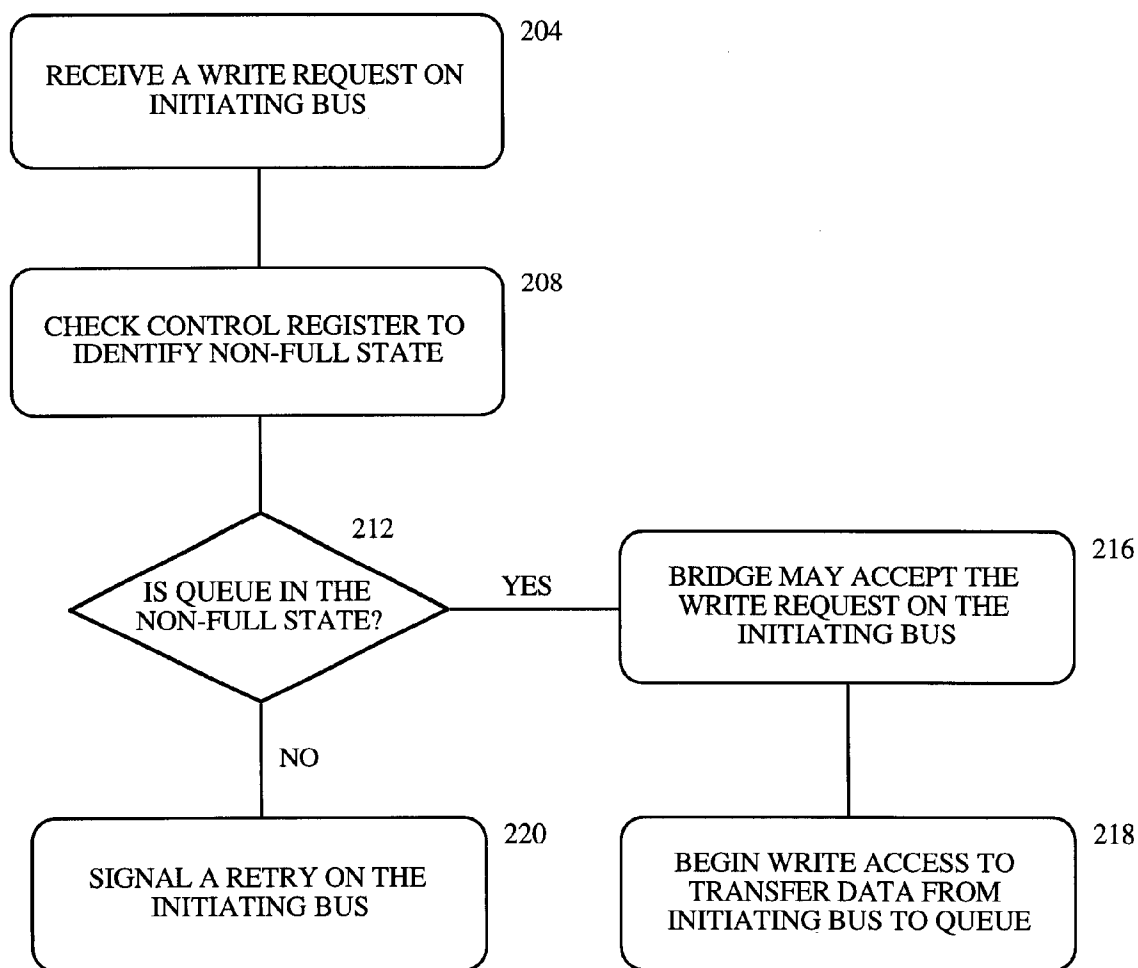 204
RECEIVE A WRITE REQUEST ON
INITIATING BUS
208
CHECK CONTROL REGISTER TO
IDENTIFY NON-FULL STATE
212
IS QUEUE IN THE
NON-FULL STATE?
YES
216
BRIDGE MAY ACCEPT THE
WRITE REQUEST ON THE
INITIATING BUS
NO
220
SIGNAL A RETRY ON THE
INITIATING BUS
218
BEGIN WRITE ACCESS TO
TRANSFER DATA FROM
INITIATING BUS TO QUEUE